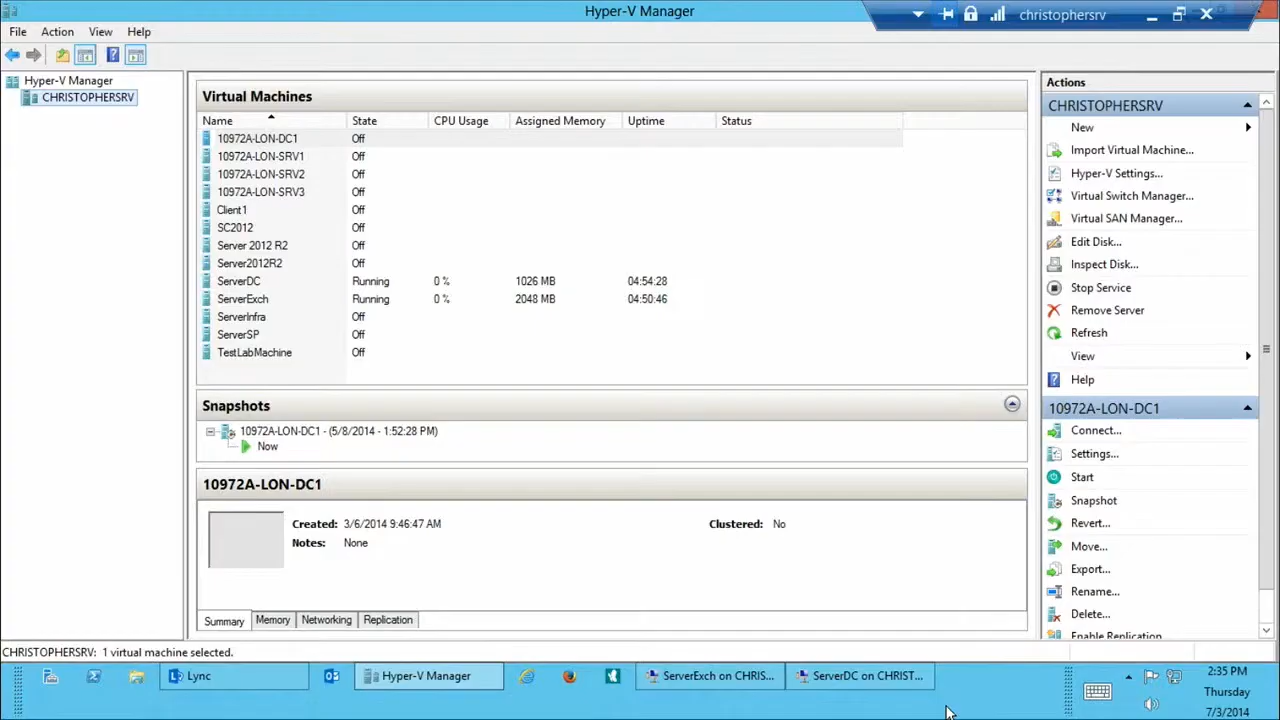 Hyper-V Manager
christophersrv
File Action View Help
Hyper-V Manager
CHRISTOPHERSRV
Virtual Machines
Name State CPU Usage Assigned Memory Uptime Status
10972A-LON-DC1 Off
10972A-LON-SRV1 Off
10972A-LON-SRV2 Off
10972A-LON-SRV3 Off
Client1 Off
SC2012 Off
Server 2012 R2 Off
Server2012R2 Off
ServerDC Running 0 % 1026 MB 04:54:28
ServerExch Running 0 % 2048 MB 04:50:46
ServerInfra Off
ServerSP Off
TestLabMachine Off
Snapshots
10972A-LON-DC1 - (5/8/2014 - 1:52:28 PM)
Now
10972A-LON-DC1
Created: 3/6/2014 9:46:47 AM Clustered: No
Notes: None
Summary Memory Networking Replication
Actions
CHRISTOPHERSRV
New
Import Virtual Machine...
Hyper-V Settings...
Virtual Switch Manager...
Virtual SAN Manager...
Edit Disk...
Inspect Disk...
Stop Service
Remove Server
Refresh
View
Help
10972A-LON-DC1
Connect...
Settings...
Start
Snapshot
Revert...
Move...
Export...
Rename...
Delete...
Enable Replication
CHRISTOPHERSRV: 1 virtual machine selected.
Lync Hyper-V Manager ServerExch on CHRIS... ServerDC on CHRIST...
2:35 PM
Thursday
7/3/2014